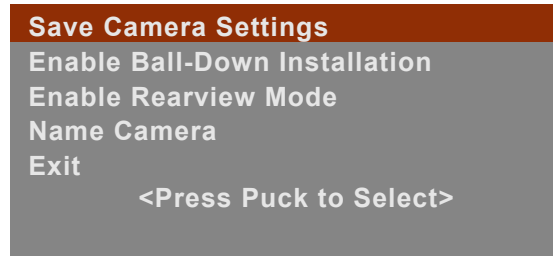 Save Camera Settings
Enable Ball-Down Installation
Enable Rearview Mode
Name Camera
Exit
<Press Puck to Select>